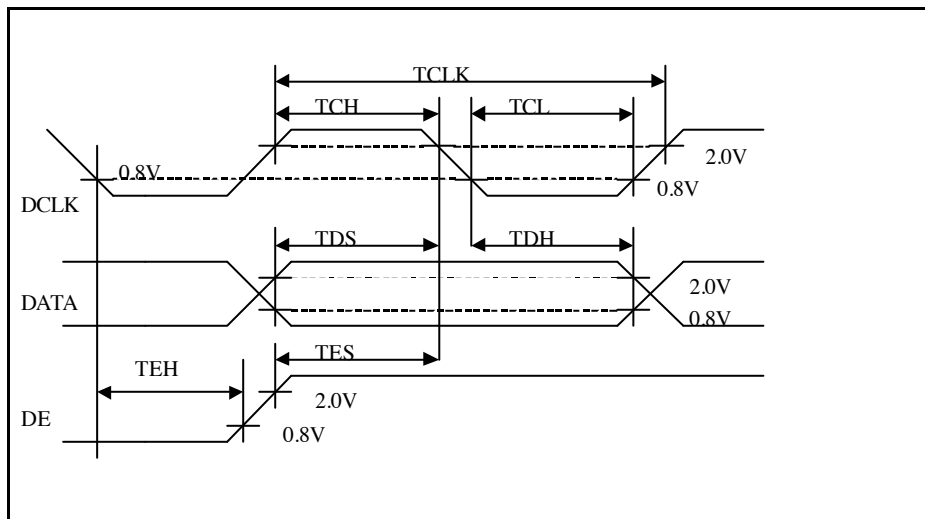 TCLK
TCH TCL
0.8V 2.0V
0.8V
DCLK
TDS TDH
2.0V
DATA
0.8V
TES
TEH
2.0V
DE
0.8V